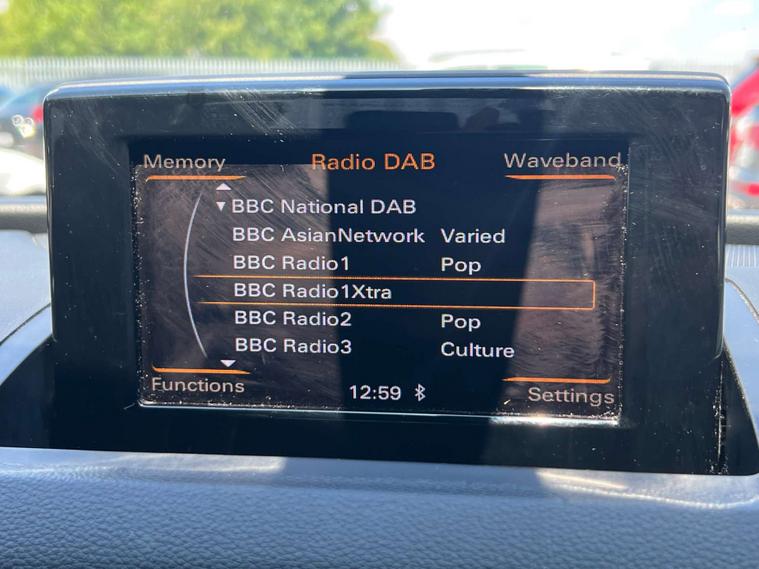 Memory Radio DAB Waveband
BBC National DAB
BBC AsianNetwork Varied
BBC Radio1 Pop
BBC Radio1Xtra
BBC Radio2 Pop
BBC Radio3 Culture
Functions 12:59 Settings